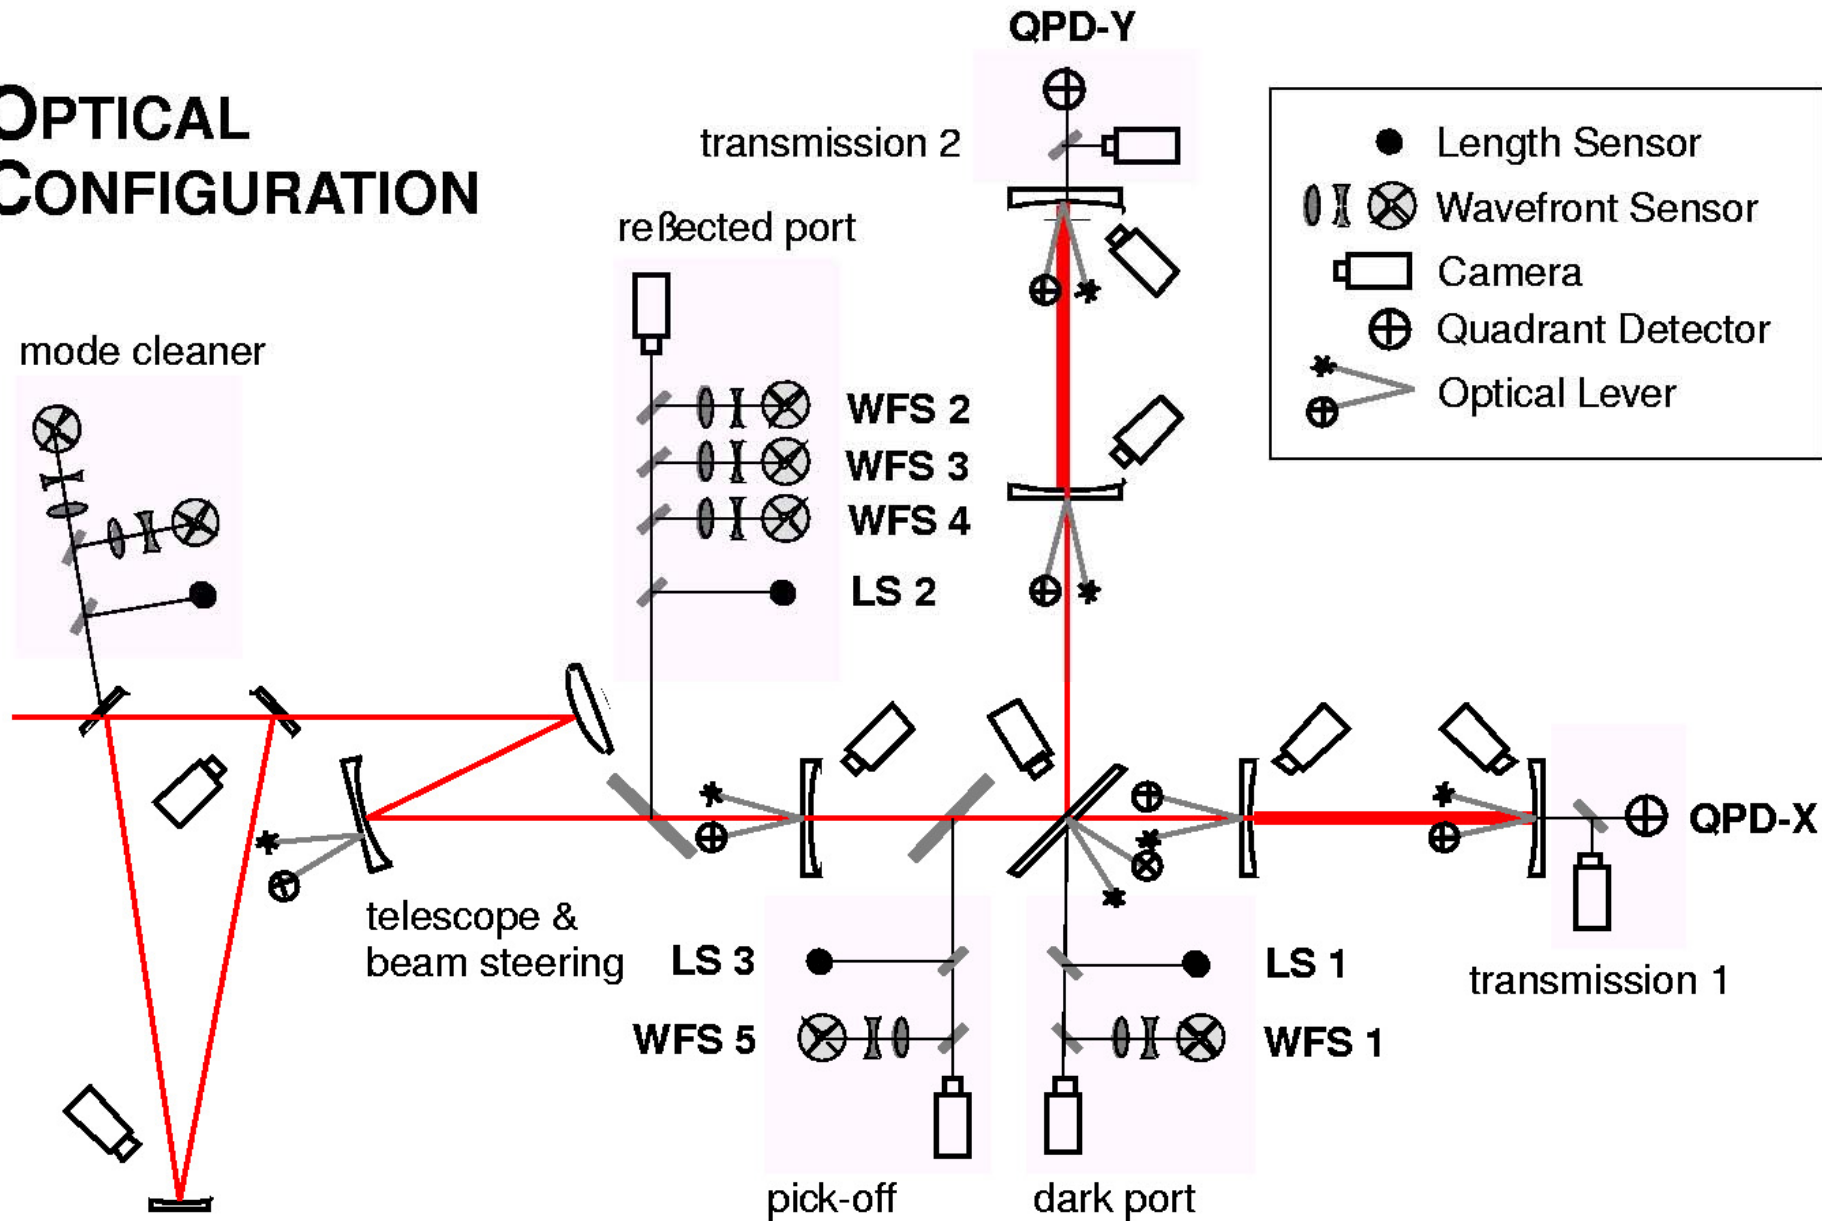 OPTICAL
CONFIGURATION
QPD-Y
transmission 2
Length Sensor
Wavefront Sensor
Camera
Quadrant Detector
Optical Lever
reßected port
mode cleaner
WFS 2
WFS 3
WFS 4
LS 2
QPD-X
telescope &
beam steering
LS 3
LS 1
transmission 1
WFS 5
WFS 1
pick-off
dark port